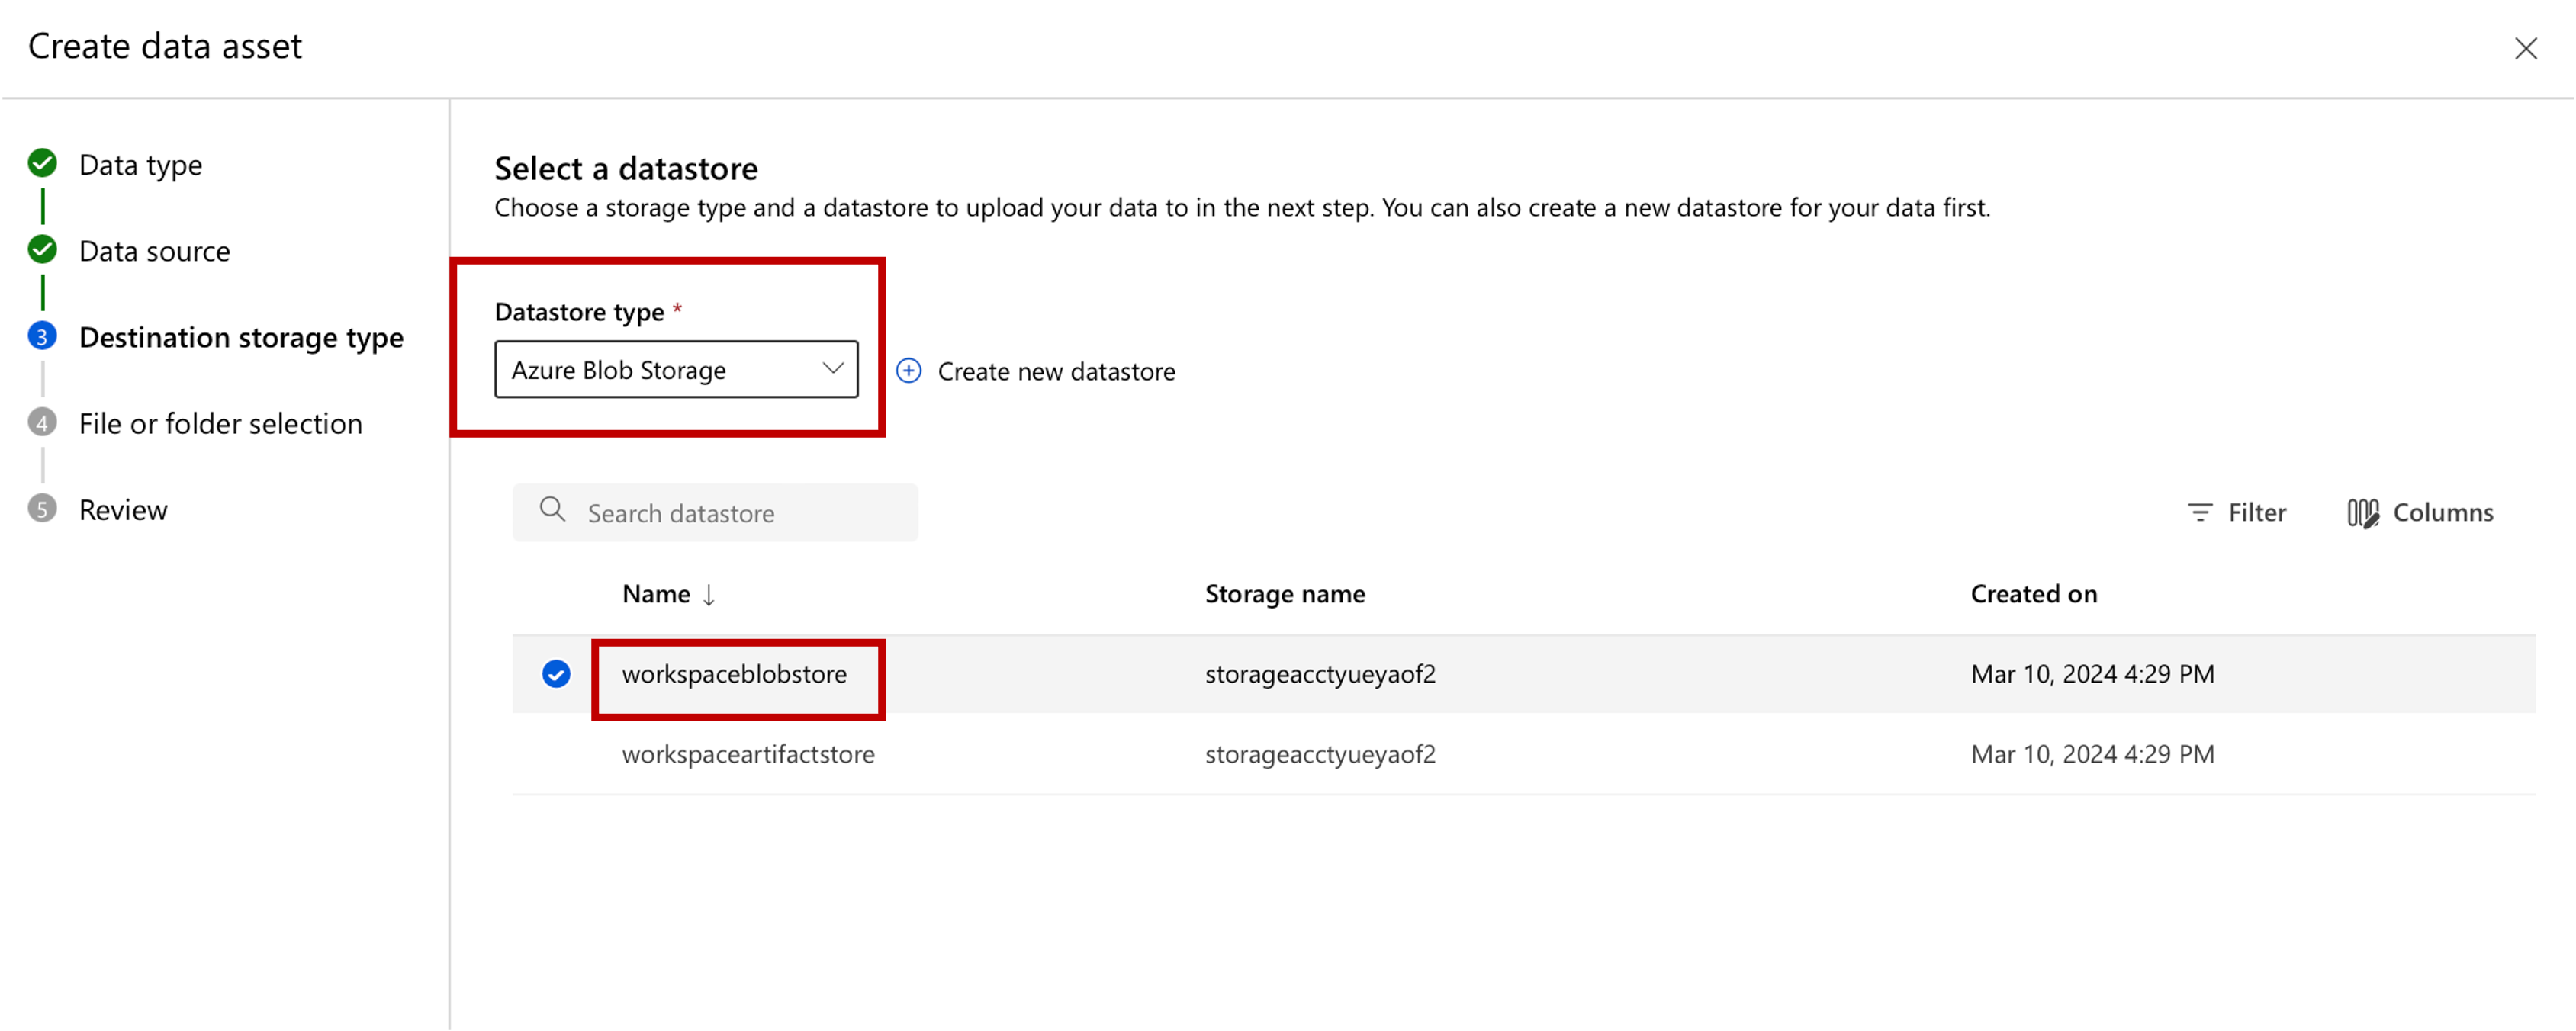 Create data asset
Data type
Data source
3 Destination storage type
4 File or folder selection
5 Review
Select a datastore
Choose a storage type and a datastore to upload your data to in the next step. You can also create a new datastore for your data first.
Datastore type *
Azure Blob Storage
Create new datastore
Search datastore
Filter Columns
Name ↓ Storage name Created on
workspaceblobstore storageacctyueyaof2 Mar 10, 2024 4:29 PM
workspaceartifactstore storageacctyueyaof2 Mar 10, 2024 4:29 PM